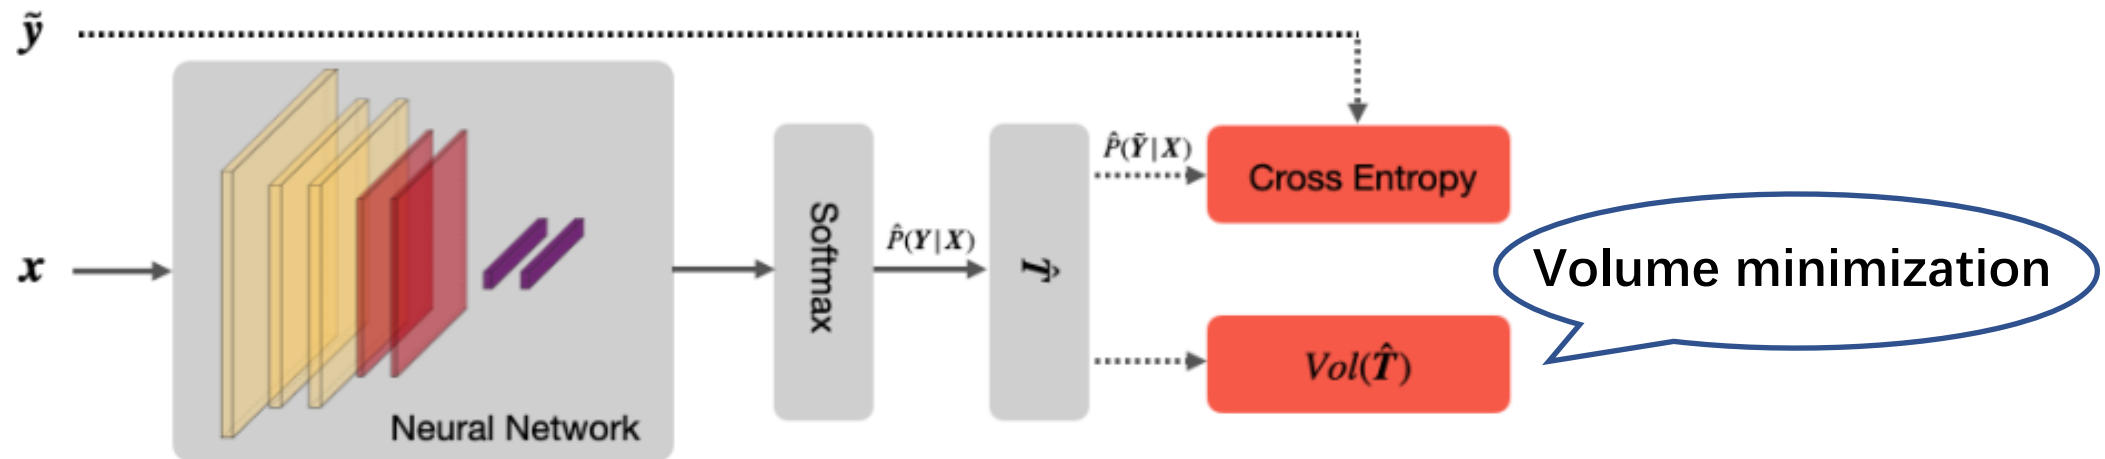 ỹ
x
Neural Network
Softmax
P̂(Y|X)
T̂
P̂(Ỹ|X)
Cross Entropy
Vol(T̂)
Volume minimization